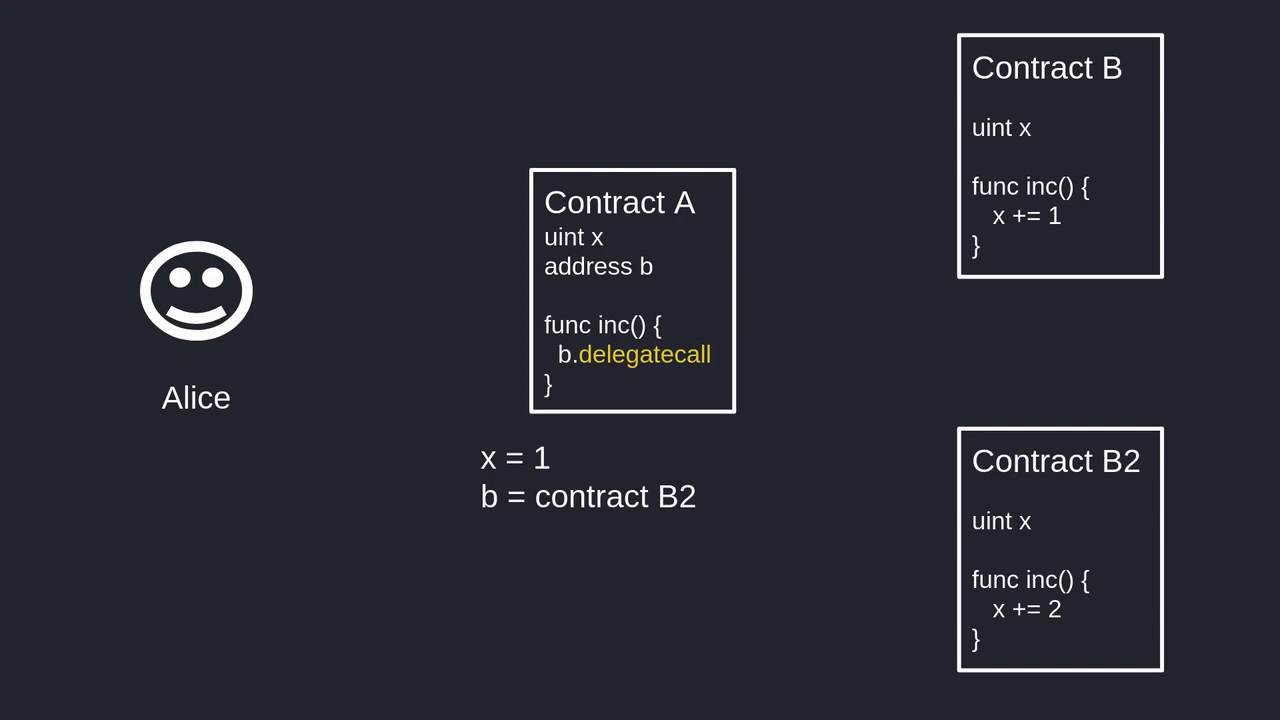 Alice
Contract A
uint x
address b
func inc() {
b.delegatecall
}
x = 1
b = contract B2
Contract B
uint x
func inc() {
x += 1
}
Contract B2
uint x
func inc() {
x += 2
}